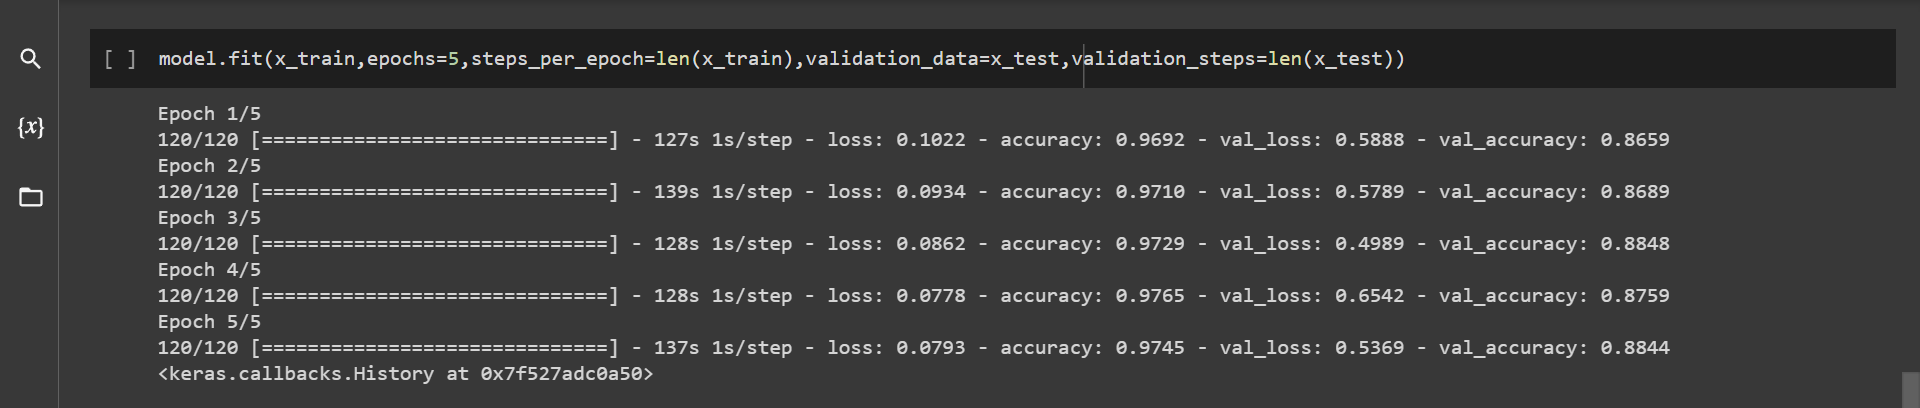 [ ] model.fit(x_train,epochs=5,steps_per_epoch=len(x_train),validation_data=x_test,validation_steps=len(x_test))
{x}
Epoch 1/5
120/120 [==============================] - 127s 1s/step - loss: 0.1022 - accuracy: 0.9692 - val_loss: 0.5888 - val_accuracy: 0.8659
Epoch 2/5
120/120 [==============================] - 139s 1s/step - loss: 0.0934 - accuracy: 0.9710 - val_loss: 0.5789 - val_accuracy: 0.8689
Epoch 3/5
120/120 [==============================] - 128s 1s/step - loss: 0.0862 - accuracy: 0.9729 - val_loss: 0.4989 - val_accuracy: 0.8848
Epoch 4/5
120/120 [==============================] - 128s 1s/step - loss: 0.0778 - accuracy: 0.9765 - val_loss: 0.6542 - val_accuracy: 0.8759
Epoch 5/5
120/120 [==============================] - 137s 1s/step - loss: 0.0793 - accuracy: 0.9745 - val_loss: 0.5369 - val_accuracy: 0.8844
<keras.callbacks.History at 0x7f527adc0a50>